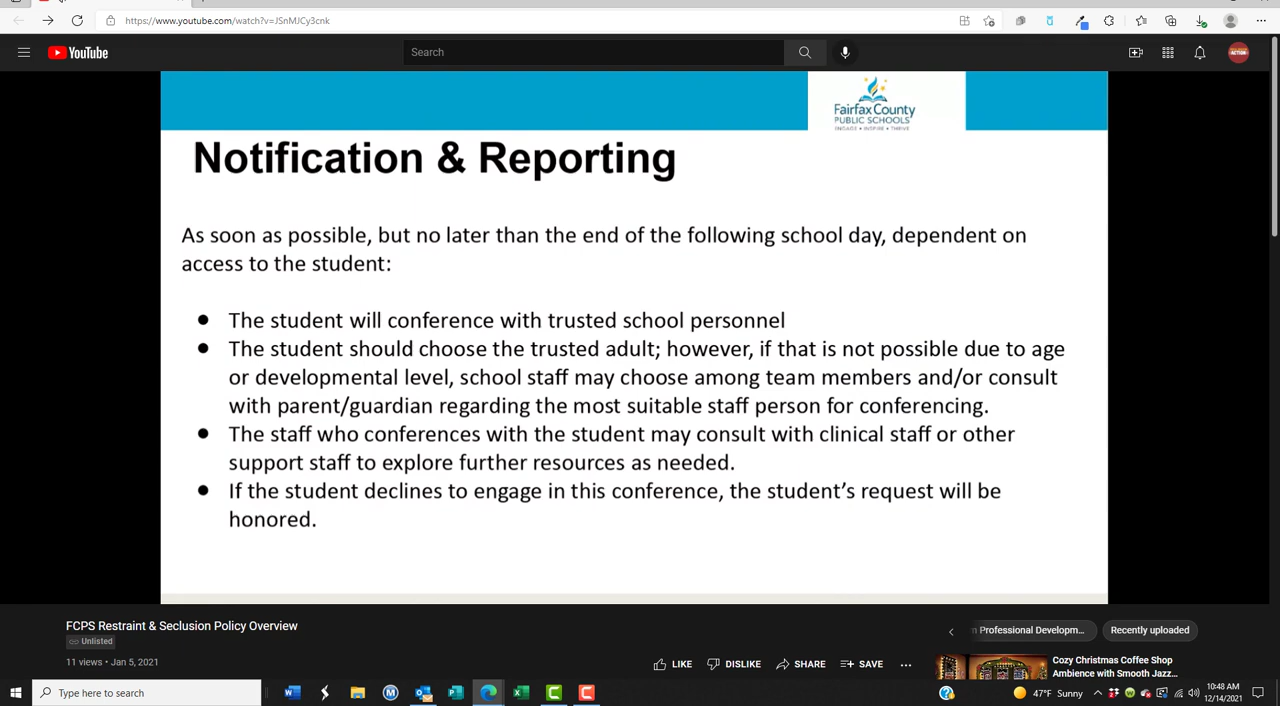 https://www.youtube.com/watch?v=JSnMJCy3cnk
YouTube
Search
Fairfax County
PUBLIC SCHOOLS
ENGAGE • INSPIRE • THRIVE
Notification & Reporting
As soon as possible, but no later than the end of the following school day, dependent on
access to the student:
● The student will conference with trusted school personnel
● The student should choose the trusted adult; however, if that is not possible due to age
or developmental level, school staff may choose among team members and/or consult
with parent/guardian regarding the most suitable staff person for conferencing.
● The staff who conferences with the student may consult with clinical staff or other
support staff to explore further resources as needed.
● If the student declines to engage in this conference, the student’s request will be
honored.
FCPS Restraint & Seclusion Policy Overview
Unlisted
11 views • Jan 5, 2021
LIKE DISLIKE SHARE SAVE
Professional Developm... Recently uploaded
Cozy Christmas Coffee Shop
Ambience with Smooth Jazz...
Type here to search
47°F Sunny
10:48 AM
12/14/2021